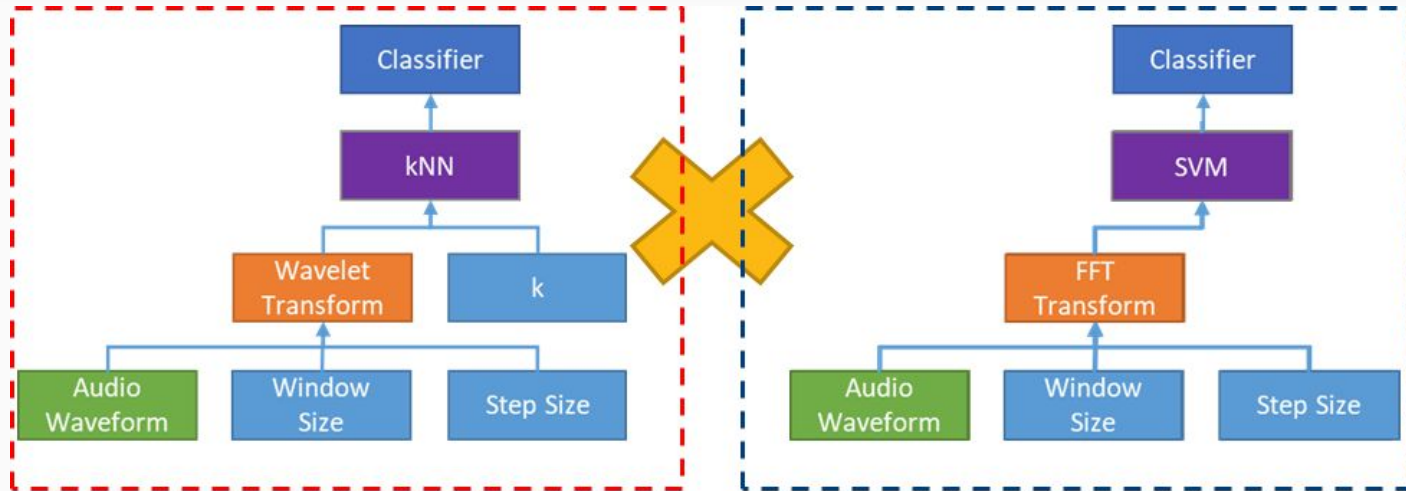 Classifier
kNN
Wavelet
Transform
k
Audio
Waveform
Window
Size
Step Size
Classifier
SVM
FFT
Transform
Audio
Waveform
Window
Size
Step Size